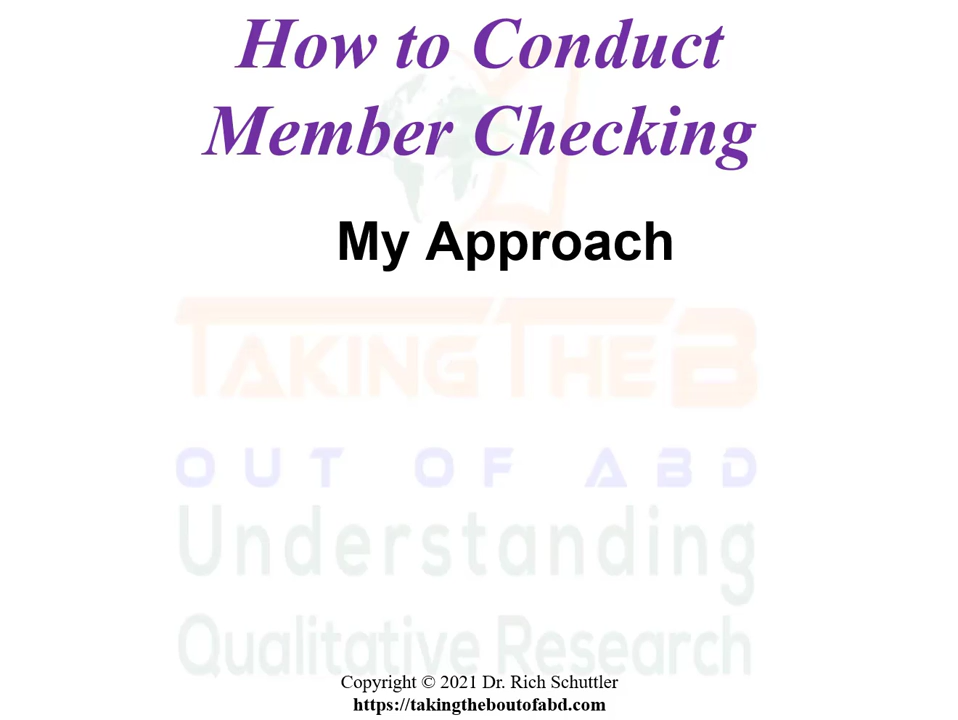 How to Conduct
Member Checking
My Approach
TAKING THE B
OUT OF ABD
Understanding
Qualitative Research
Copyright © 2021 Dr. Rich Schuttler
https://takingtheboutofabd.com